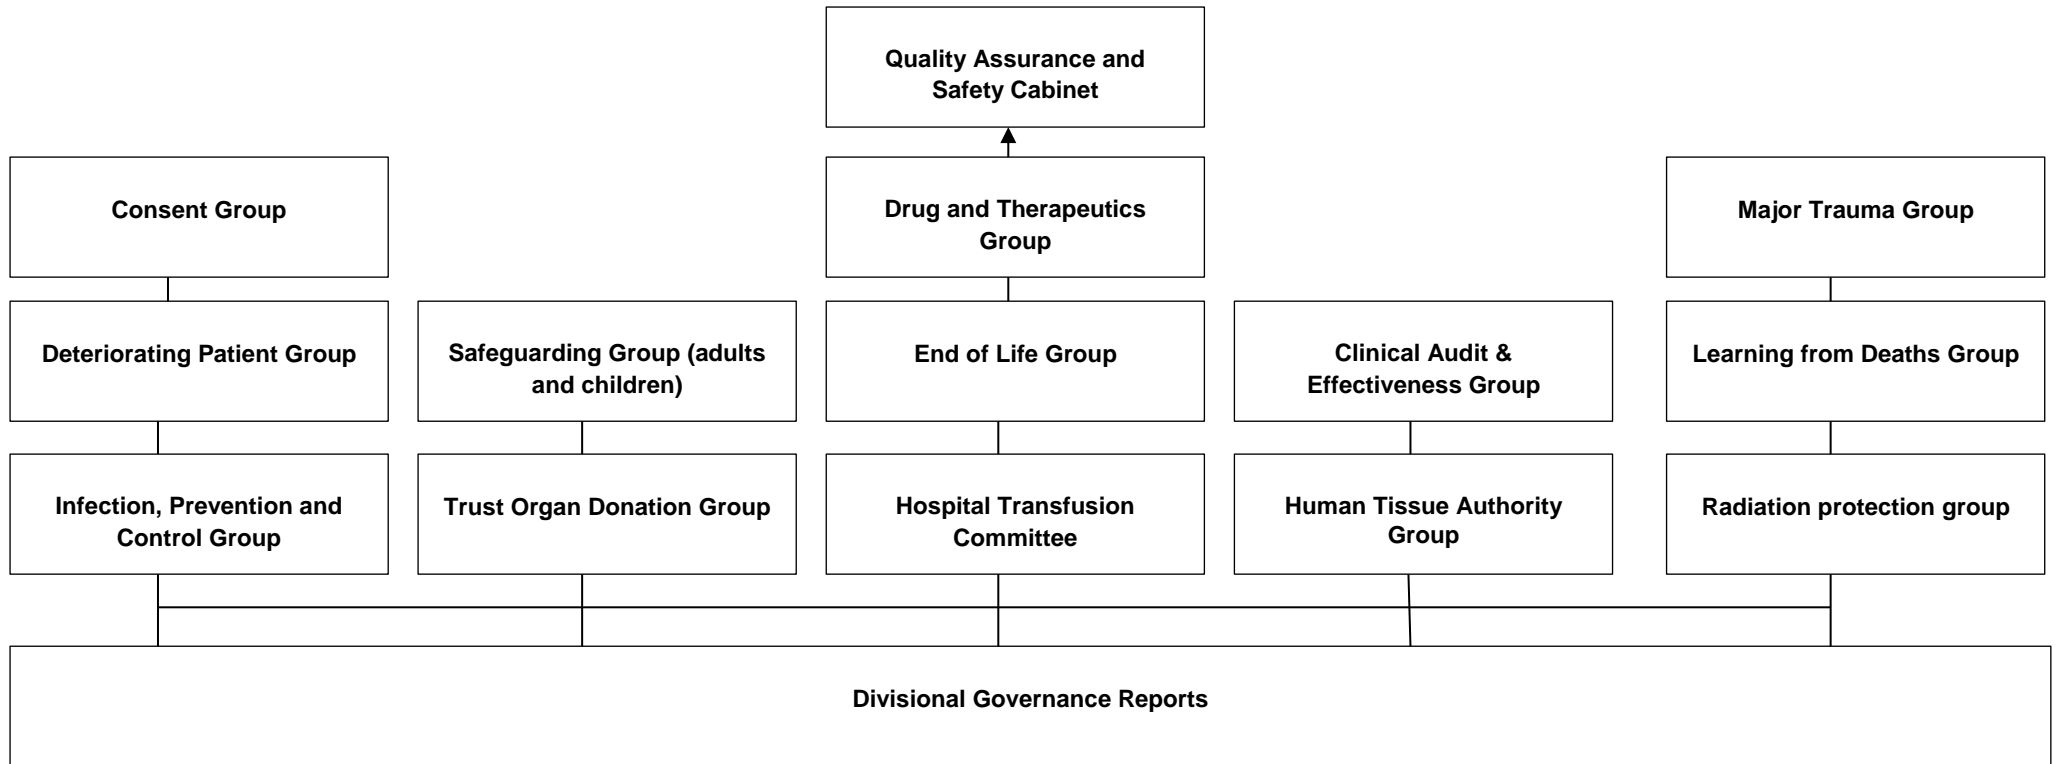 Quality Assurance and
Safety Cabinet
Consent Group
Drug and Therapeutics
Group
Major Trauma Group
Deteriorating Patient Group
Safeguarding Group (adults
and children)
End of Life Group
Clinical Audit &
Effectiveness Group
Learning from Deaths Group
Infection, Prevention and
Control Group
Trust Organ Donation Group
Hospital Transfusion
Committee
Human Tissue Authority
Group
Radiation protection group
Divisional Governance Reports